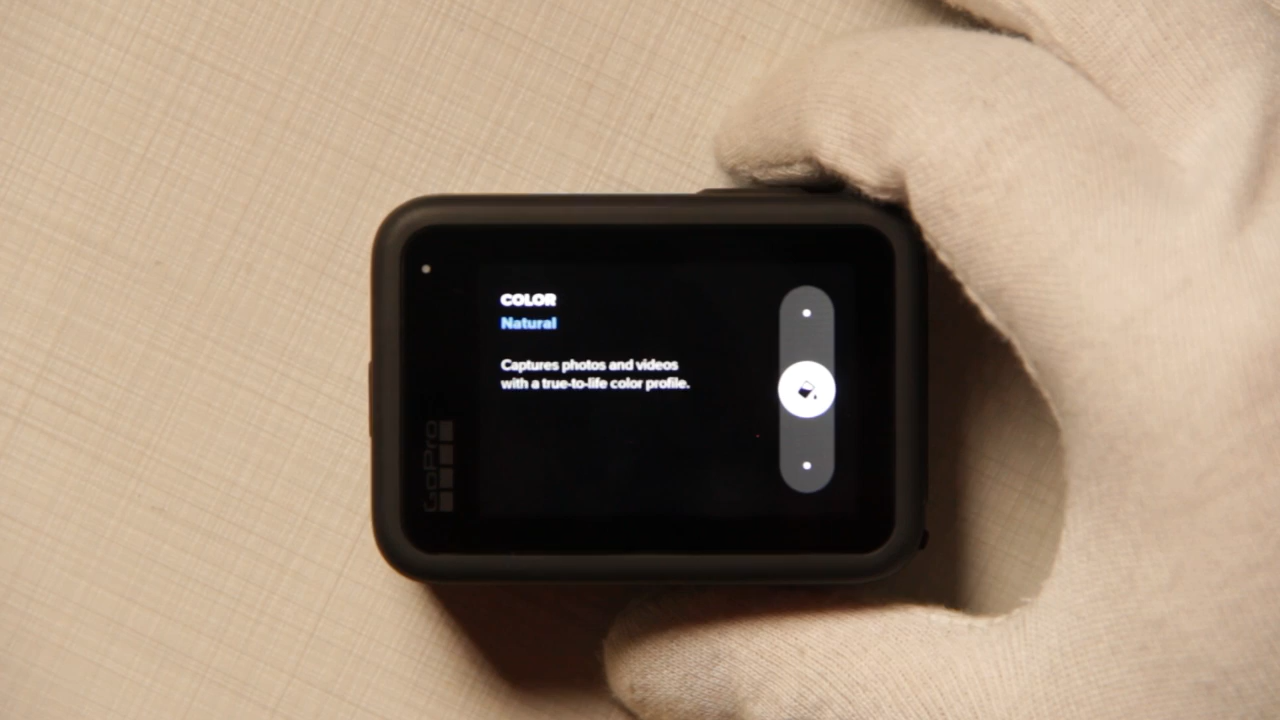 COLOR
Natural
Captures photos and videos
with a true-to-life color profile.
GoPro